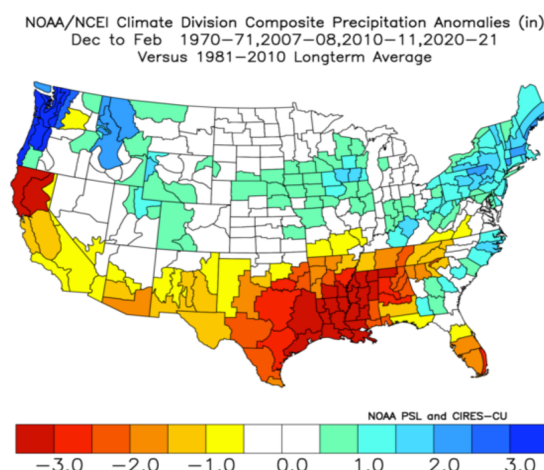 NOAA/NCEI Climate Division Composite Precipitation Anomalies (in)
Dec to Feb 1970-71,2007-08,2010-11,2020-21
Versus 1981-2010 Longterm Average
NOAA PSL and CIRES-CU
-3.0 -2.0 -1.0 0.0 1.0 2.0 3.0